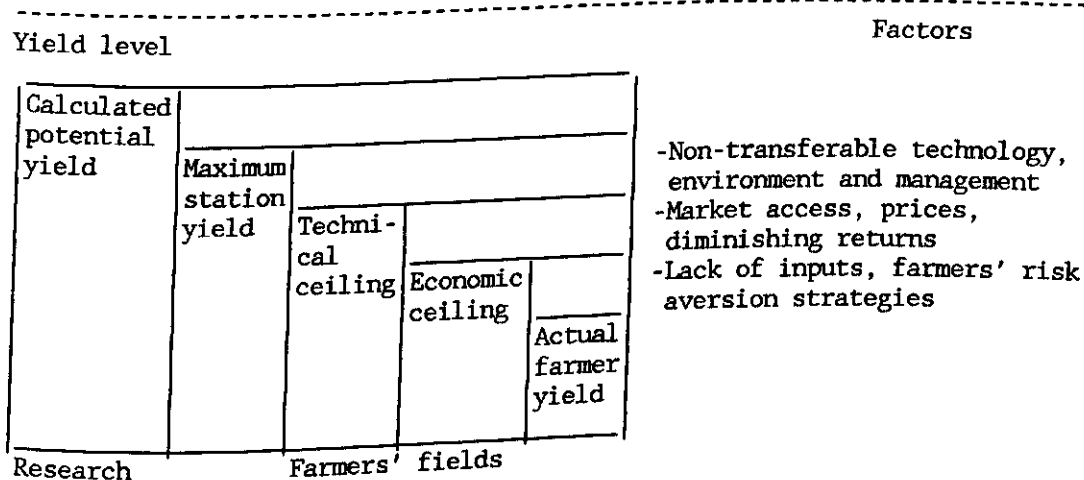 Yield level
Factors
Calculated
potential
yield
Maximum
station
yield
Techni-
cal
ceiling
Economic
ceiling
Actual
farmer
yield
-Non-transferable technology,
environment and management
-Market access, prices,
diminishing returns
-Lack of inputs, farmers' risk
aversion strategies
Research
Farmers' fields